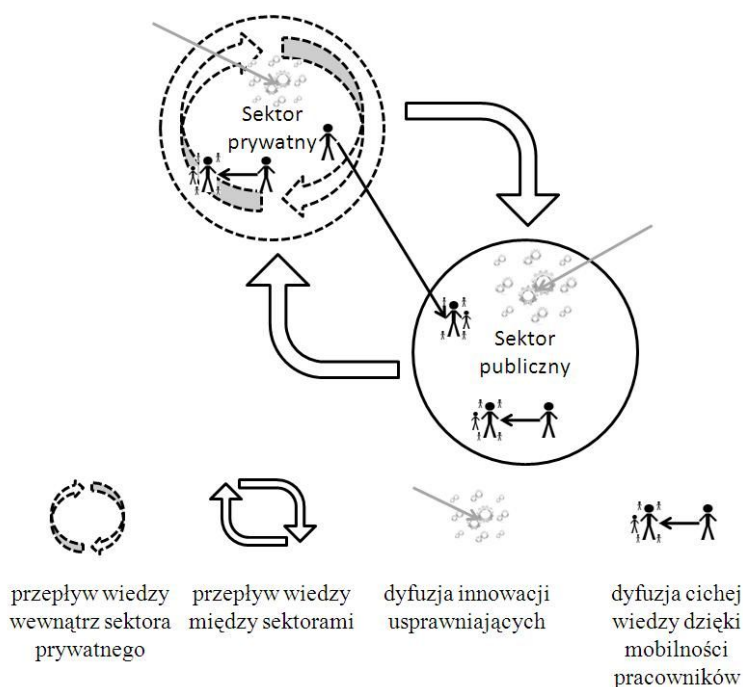 Sektor
prywatny
Sektor
publiczny
przepływ wiedzy
wewnątrz sektora
prywatnego
przepływ wiedzy
między sektorami
dyfuzja innowacji
usprawniających
dyfuzja cichej
wiedzy dzięki
mobilności
pracowników